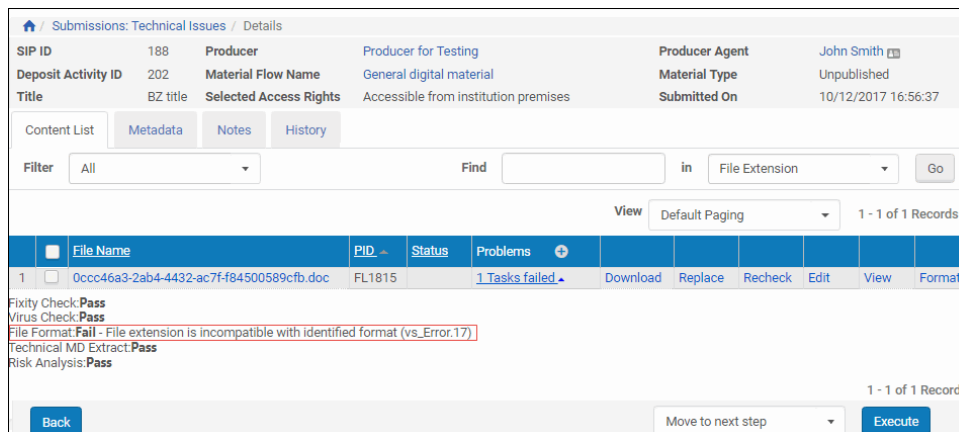 / Submissions: Technical Issues / Details
SIP ID 188 Producer Producer for Testing Producer Agent John Smith
Deposit Activity ID 202 Material Flow Name General digital material Material Type Unpublished
Title BZ title Selected Access Rights Accessible from institution premises Submitted On 10/12/2017 16:56:37
Content List Metadata Notes History
Filter All Find in File Extension Go
View Default Paging 1 - 1 of 1 Records
File Name PID Status Problems
1 0ccc46a3-2ab4-4432-ac7f-f84500589cfb.doc FL1815 1 Tasks failed Download Replace Recheck Edit View Format
Fixity Check:Pass
Virus Check:Pass
File Format:Fail - File extension is incompatible with identified format (vs_Error.17)
Technical MD Extract:Pass
Risk Analysis:Pass
1 - 1 of 1 Record
Back Move to next step Execute